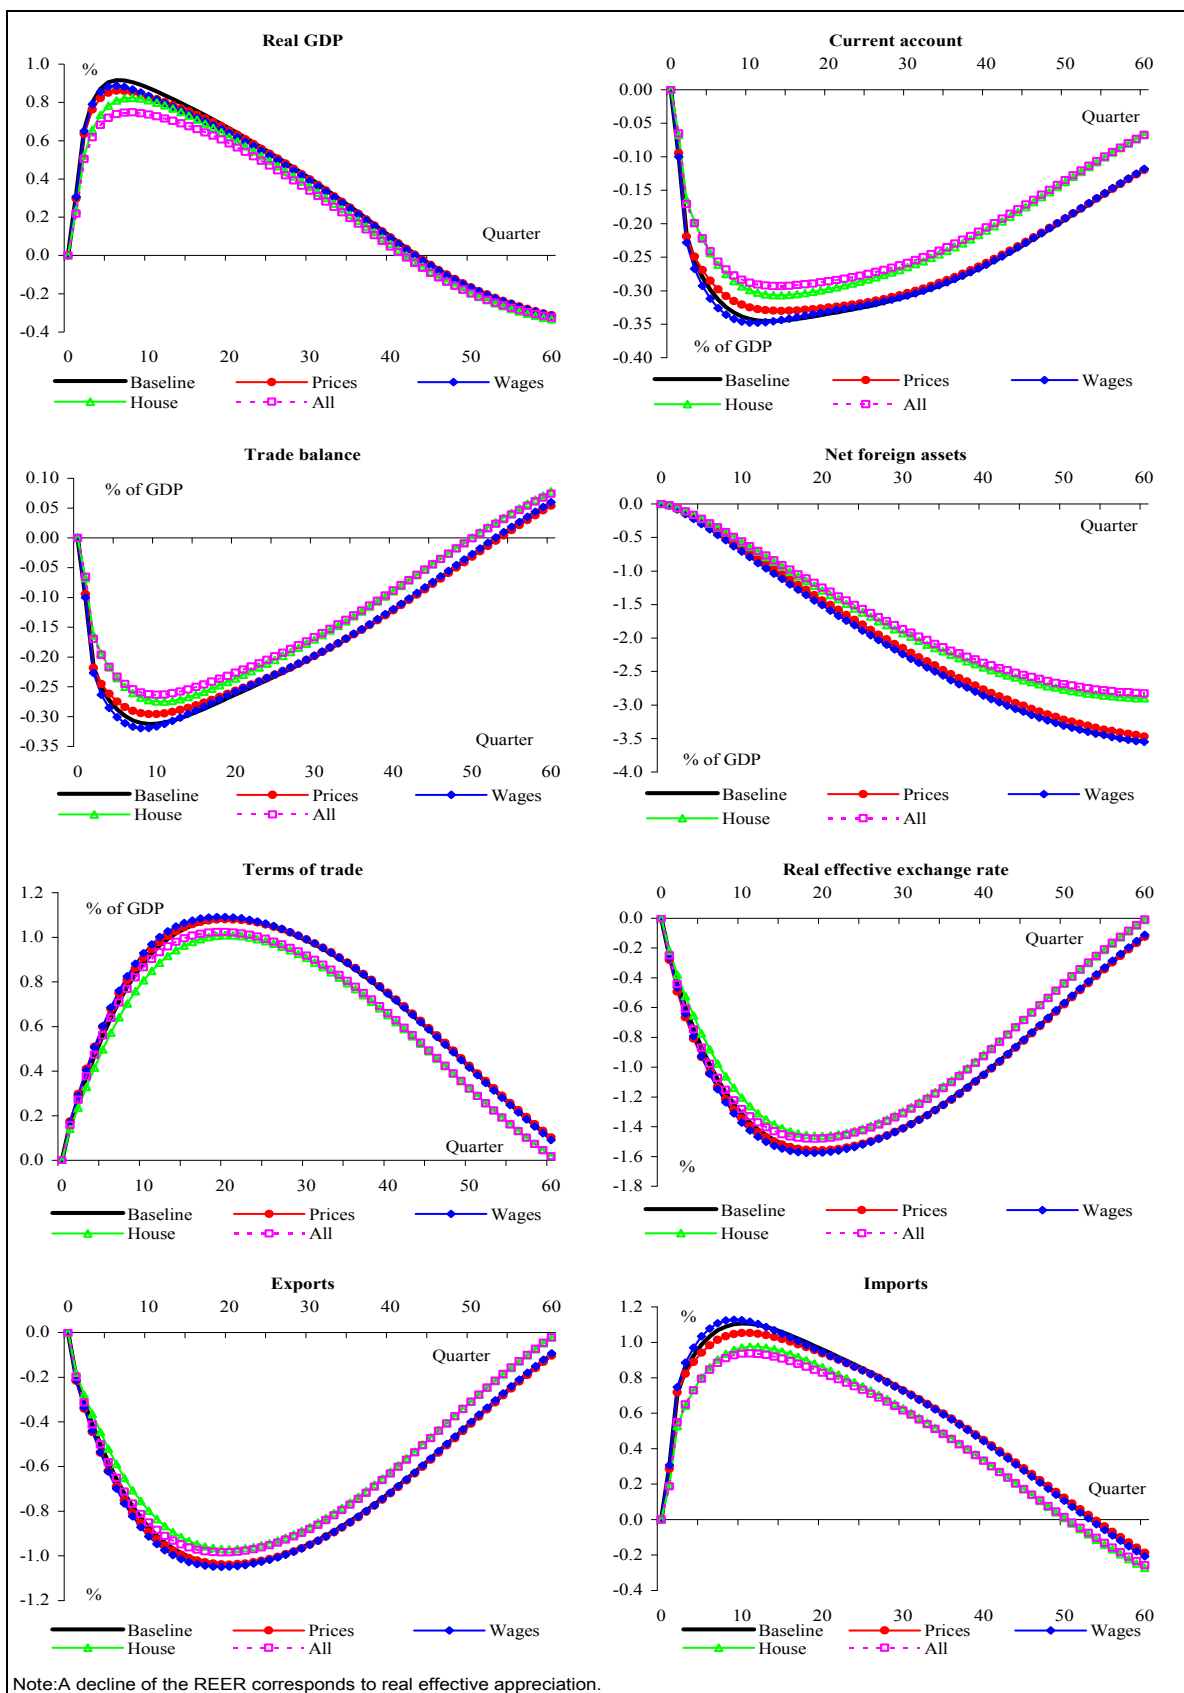 Real GDP
%
1.0
0.8
0.6
0.4
0.2
0.0
-0.2
-0.4
Quarter
0 10 20 30 40 50 60
Baseline Prices Wages
House All
Current account
0 10 20 30 40 50 60
0.00
-0.05
-0.10
-0.15
-0.20
-0.25
-0.30
-0.35
-0.40
Quarter
% of GDP
Baseline Prices Wages
House All
Trade balance
% of GDP
0.10
0.05
0.00
-0.05
-0.10
-0.15
-0.20
-0.25
-0.30
-0.35
Quarter
0 10 20 30 40 50 60
Baseline Prices Wages
House All
Net foreign assets
0 10 20 30 40 50 60
0.0
-0.5
-1.0
-1.5
-2.0
-2.5
-3.0
-3.5
-4.0
Quarter
% of GDP
Baseline Prices Wages
House All
Terms of trade
% of GDP
1.2
1.0
0.8
0.6
0.4
0.2
0.0
Quarter
0 10 20 30 40 50 60
Baseline Prices Wages
House All
Real effective exchange rate
0 10 20 30 40 50 60
0.0
-0.2
-0.4
-0.6
-0.8
-1.0
-1.2
-1.4
-1.6
-1.8
Quarter
%
Baseline Prices Wages
House All
Exports
0 10 20 30 40 50 60
0.0
-0.2
-0.4
-0.6
-0.8
-1.0
-1.2
Quarter
%
Baseline Prices Wages
House All
Imports
%
1.2
1.0
0.8
0.6
0.4
0.2
0.0
-0.2
-0.4
Quarter
0 10 20 30 40 50 60
Baseline Prices Wages
House All
Note:A decline of the REER corresponds to real effective appreciation.